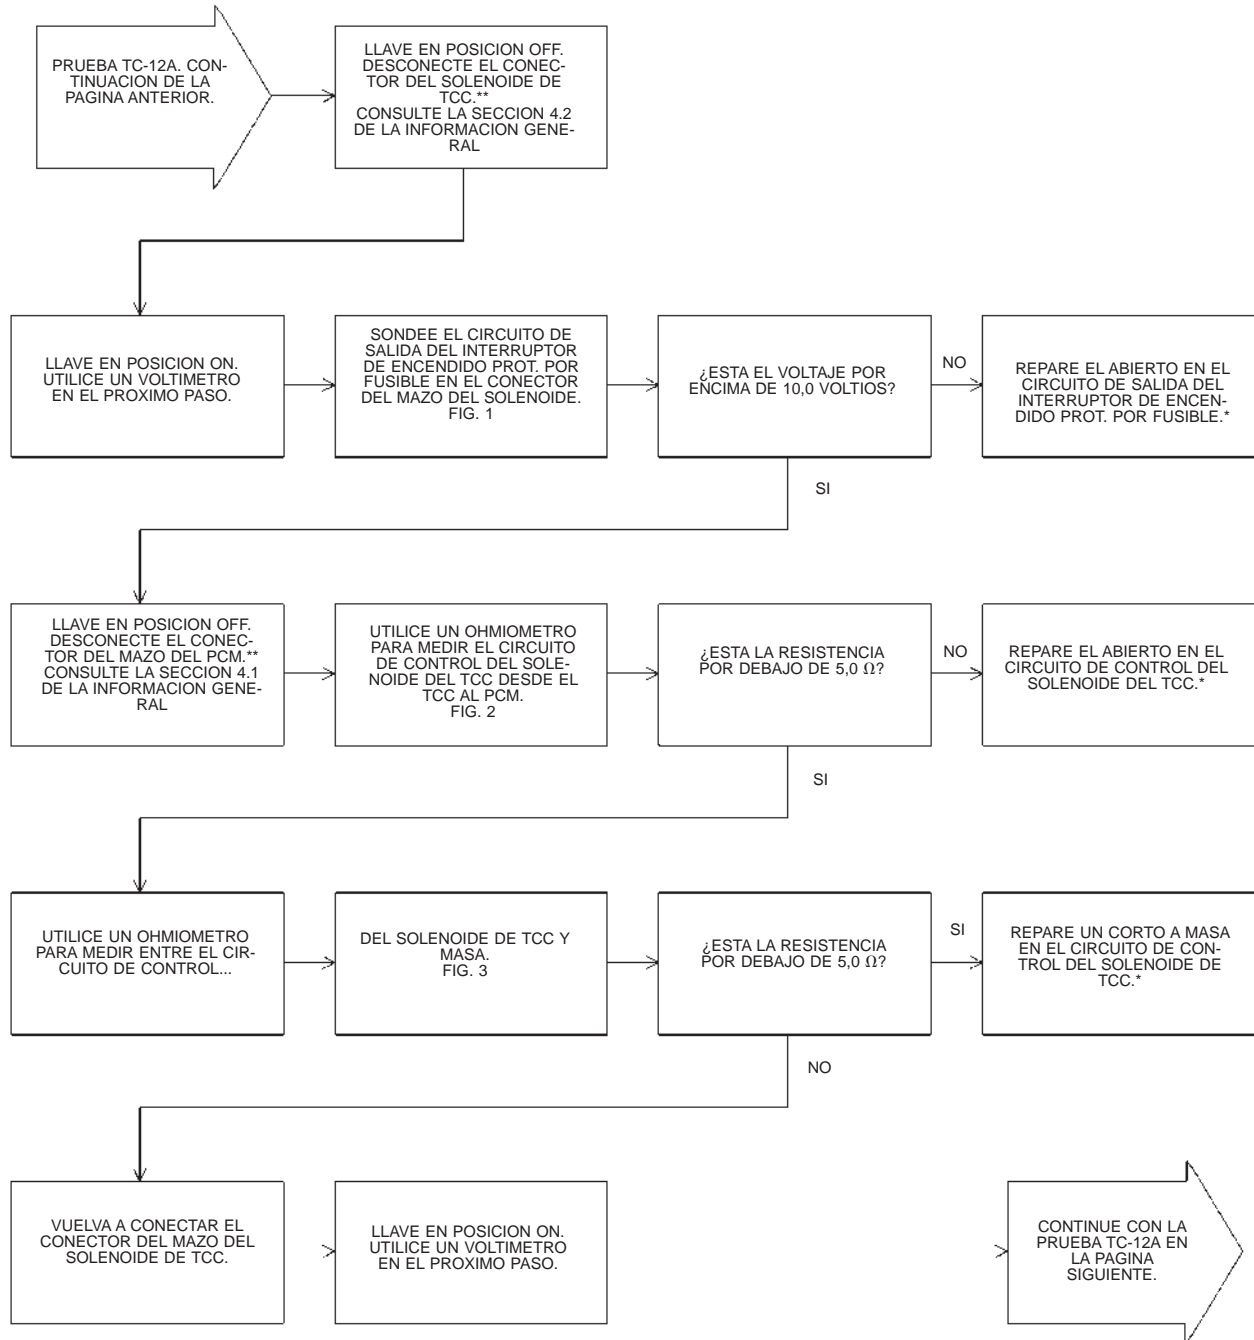 PRUEBA TC-12A. CON-
TINUACION DE LA
PAGINA ANTERIOR.
LLAVE EN POSICION OFF.
DESCONECTE EL CONEC-
TOR DEL SOLENOIDE DE
TCC.**
CONSULTE LA SECCION 4.2
DE LA INFORMACION GENE-
RAL
LLAVE EN POSICION ON.
UTILICE UN VOLTIMETRO
EN EL PROXIMO PASO.
SONDEE EL CIRCUITO DE
SALIDA DEL INTERRUPTOR
DE ENCENDIDO PROT. POR
FUSIBLE EN EL CONECTOR
DEL MAZO DEL SOLENOIDE.
FIG. 1
¿ESTA EL VOLTAJE POR
ENCIMA DE 10,0 VOLTIOS?
NO
REPARE EL ABIERTO EN EL
CIRCUITO DE SALIDA DEL
INTERRUPTOR DE ENCEN-
DIDO PROT. POR FUSIBLE.*
SI
LLAVE EN POSICION OFF.
DESCONECTE EL CONEC-
TOR DEL MAZO DEL PCM.**
CONSULTE LA SECCION 4.1
DE LA INFORMACION GENE-
RAL
UTILICE UN OHMIOMETRO
PARA MEDIR EL CIRCUITO
DE CONTROL DEL SOLE-
NOIDE DEL TCC DESDE EL
TCC AL PCM.
FIG. 2
¿ESTA LA RESISTENCIA
POR DEBAJO DE 5,0 Ω?
NO
REPARE EL ABIERTO EN EL
CIRCUITO DE CONTROL DEL
SOLENOIDE DEL TCC.*
SI
UTILICE UN OHMIOMETRO
PARA MEDIR ENTRE EL CIR-
CUITO DE CONTROL...
DEL SOLENOIDE DE TCC Y
MASA.
FIG. 3
¿ESTA LA RESISTENCIA
POR DEBAJO DE 5,0 Ω?
SI
REPARE UN CORTO A MASA
EN EL CIRCUITO DE CON-
TROL DEL SOLENOIDE DE
TCC.*
NO
VUELVA A CONECTAR EL
CONECTOR DEL MAZO DEL
SOLENOIDE DE TCC.
LLAVE EN POSICION ON.
UTILICE UN VOLTIMETRO
EN EL PROXIMO PASO.
CONTINUE CON LA
PRUEBA TC-12A EN
LA PAGINA
SIGUIENTE.